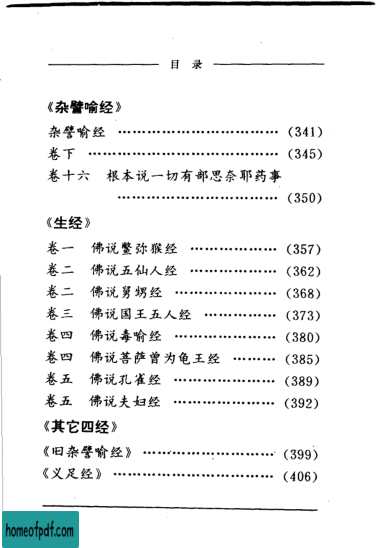 目 录
《杂譬喻经》
杂譬喻经 ……………………………… (341)
卷下 …………………………………… (345)
卷十六 根本说一切有部思奈耶药事
……………………………… (350)
《生经》
卷一 佛说鳖弥猴经 ……………… (357)
卷二 佛说五仙人经 ……………… (362)
卷二 佛说舅甥经 ………………… (368)
卷三 佛说国王五人经 …………… (373)
卷四 佛说毒喻经 ………………… (380)
卷四 佛说菩萨曾为龟王经 ……… (385)
卷五 佛说孔雀经 ………………… (389)
卷五 佛说夫妇经 ………………… (392)
《其它四经》
《旧杂譬喻经》 ……………………… (399)
《义足经》 …………………………… (406)
homeofpdf.com